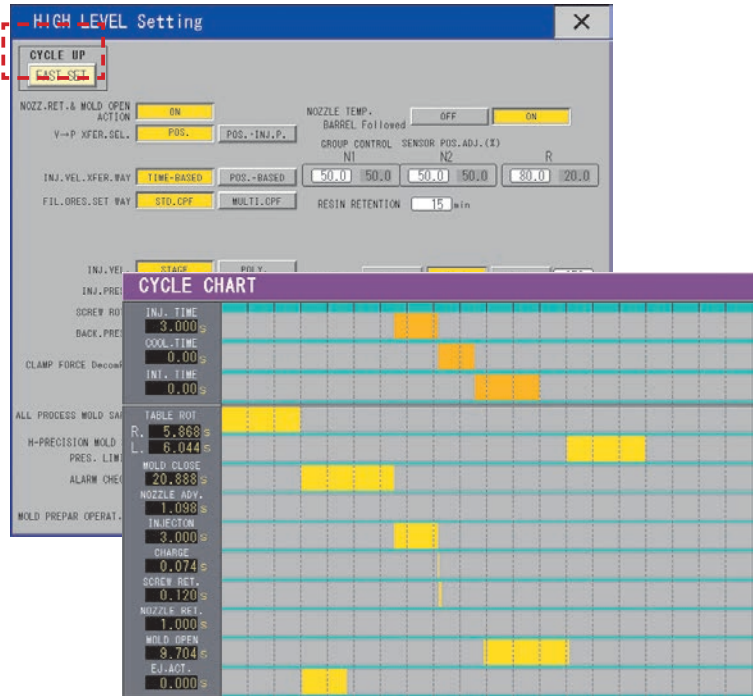 HIGH LEVEL Setting
CYCLE UP
FAST SET
NOZZ.RET.& MOLD OPEN
ACTION
ON
V→P XFER.SEL.
POS.
POS.-INJ.P.
NOZZLE TEMP.
BARREL Followed
OFF
ON
GROUP CONTROL SENSOR POS.ADJ.(%)
N1 N2 R
INJ.VEL.XFER.WAY
TIME-BASED
POS.-BASED
50.0 50.0 50.0 50.0 80.0 20.0
FIL.ORES.SET WAY
STD.CPF
MULTI.CPF
RESIN RETENTION 15 min
INJ.VEL.
STAGE
POLY.
INJ.PRE
SCREW ROT
BACK.PRE
CLAMP FORCE Decom
ALL PROCESS MOLD SA
H-PRECISION MOLD
PRES. LIM
ALARM CHE
MOLD PREPAR OPERAT.
CYCLE CHART
INJ. TIME
3.000 s
COOL.TIME
0.00 s
INT. TIME
0.00 s
TABLE ROT
R. 5.868 s
L. 6.044 s
MOLD CLOSE
20.888 s
NOZZLE ADV.
1.098 s
INJECTON
3.000 s
CHARGE
0.074 s
SCREW RET.
0.120 s
NOZZLE RET.
1.000 s
MOLD OPEN
9.704 s
EJ.ACT.
0.000 s